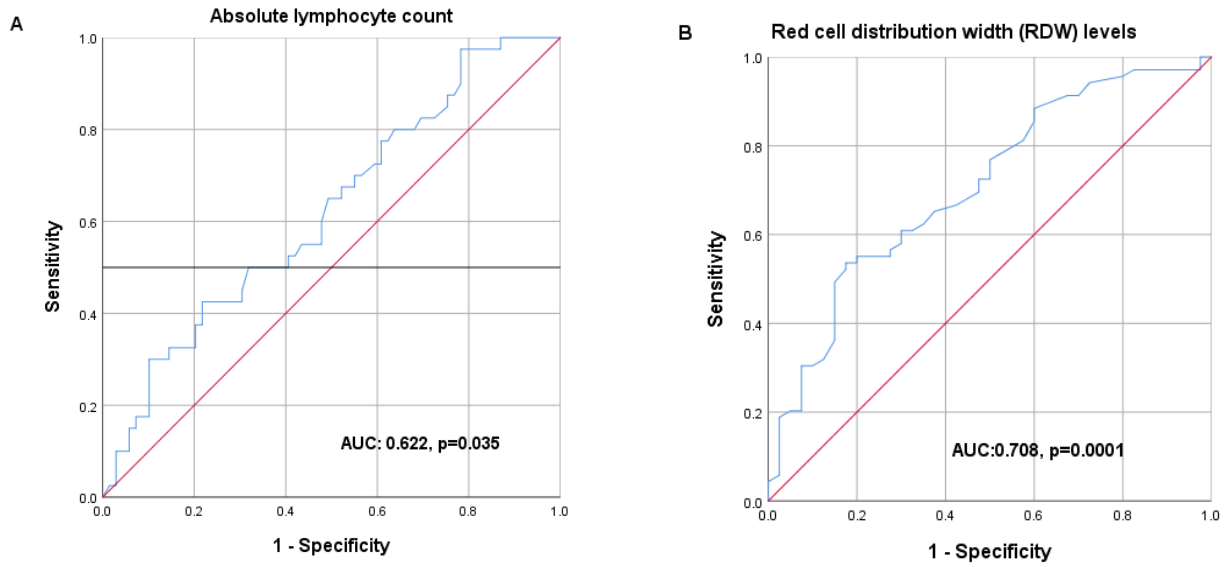 A
Absolute lymphocyte count
1.0
0.8
0.6
0.4
0.2
0.0
Sensitivity
AUC: 0.622, p=0.035
0.0 0.2 0.4 0.6 0.8 1.0
1 - Specificity
B
Red cell distribution width (RDW) levels
1.0
0.8
0.6
0.4
0.2
0.0
Sensitivity
AUC:0.708, p=0.0001
0.0 0.2 0.4 0.6 0.8 1.0
1 - Specificity